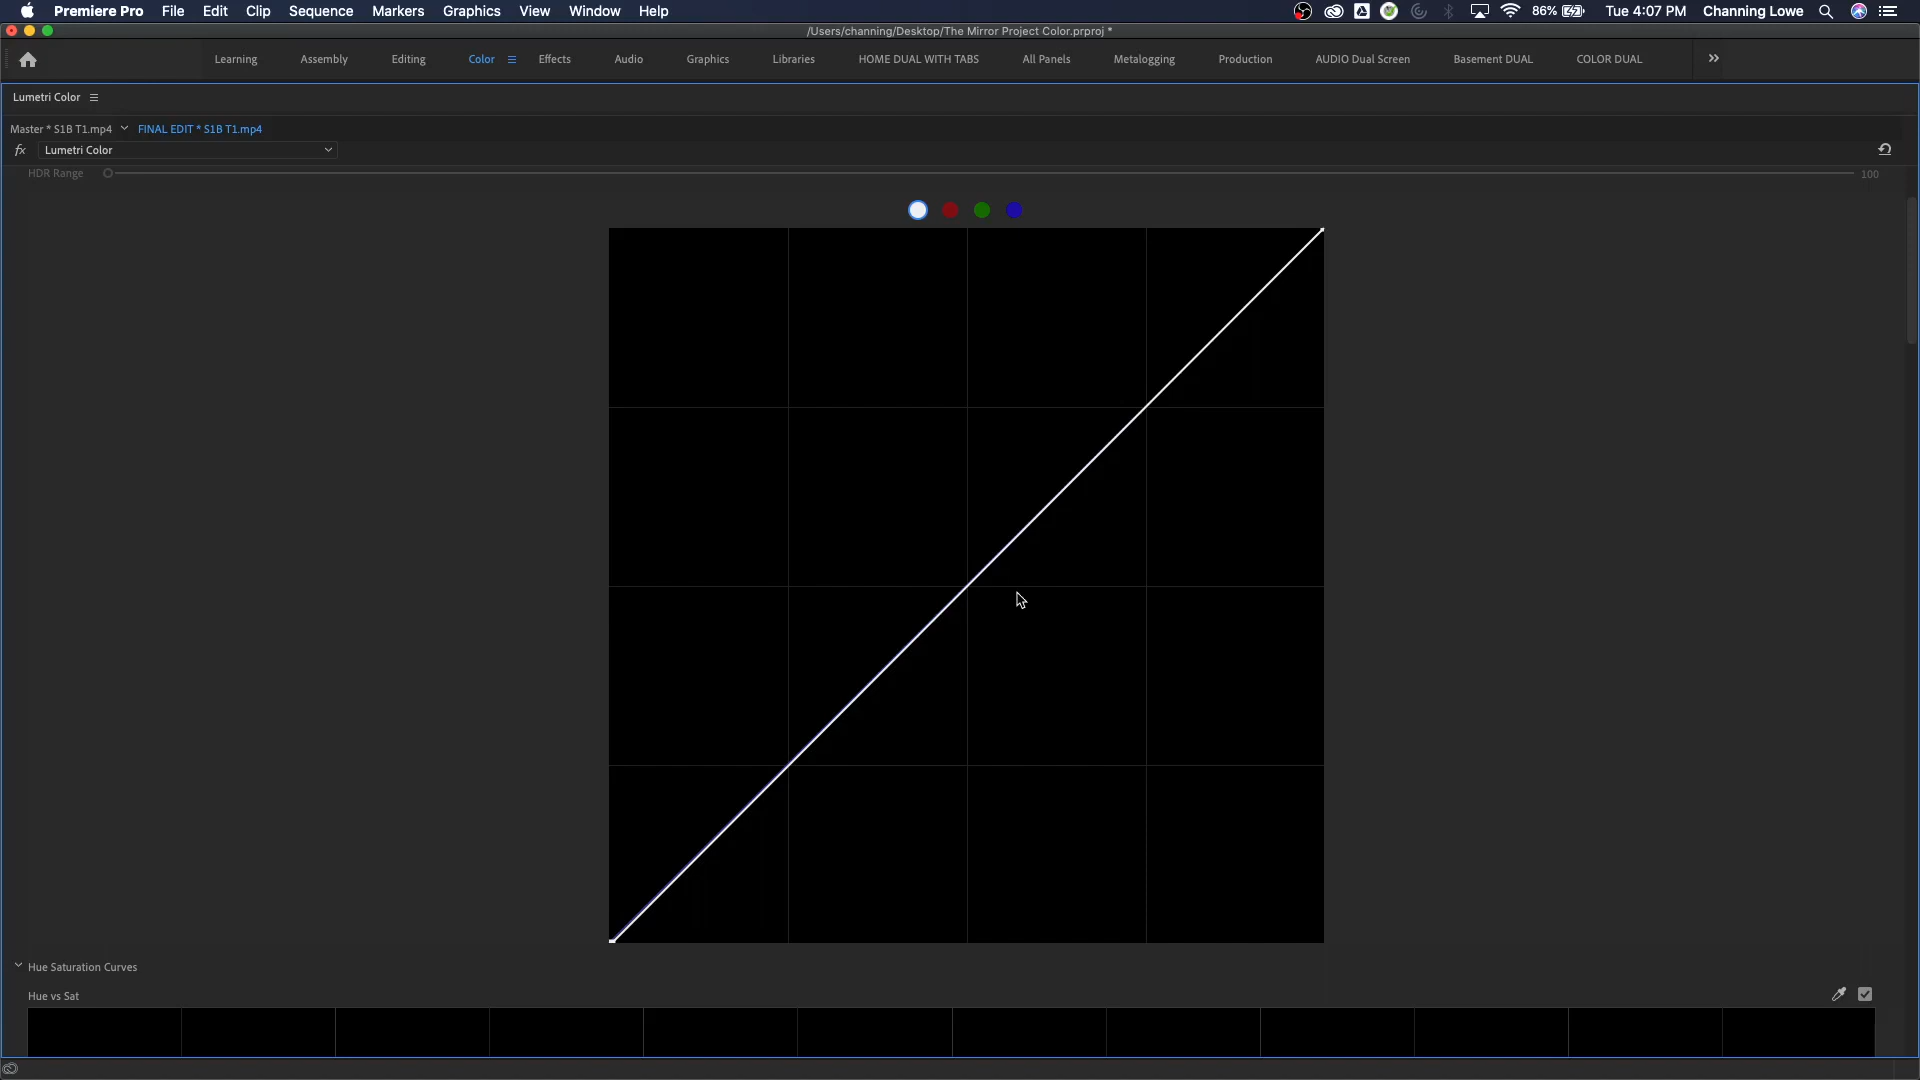 Premiere Pro File Edit Clip Sequence Markers Graphics View Window Help 86% Tue 4:07 PM Channing Lowe
/Users/channing/Desktop/The Mirror Project Color.prproj *
Learning Assembly Editing Color Effects Audio Graphics Libraries HOME DUAL WITH TABS All Panels Metalogging Production AUDIO Dual Screen Basement DUAL COLOR DUAL
Lumetri Color
Master * S1B T1.mp4 FINAL EDIT * S1B T1.mp4
fx Lumetri Color
HDR Range 100
Hue Saturation Curves
Hue vs Sat